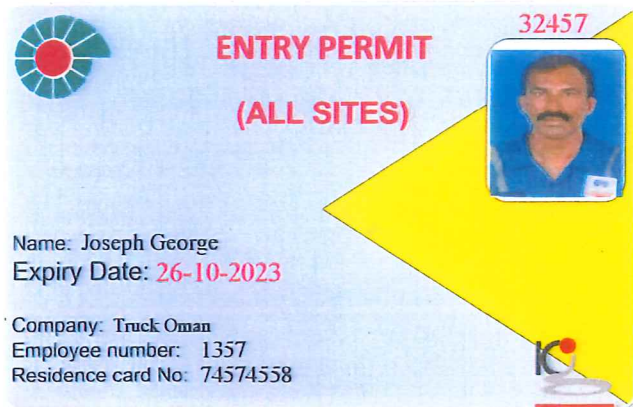 32457
ENTRY PERMIT
(ALL SITES)
Name: Joseph George
Expiry Date: 26-10-2023
Company: Truck Oman
Employee number: 1357
Residence card No: 74574558